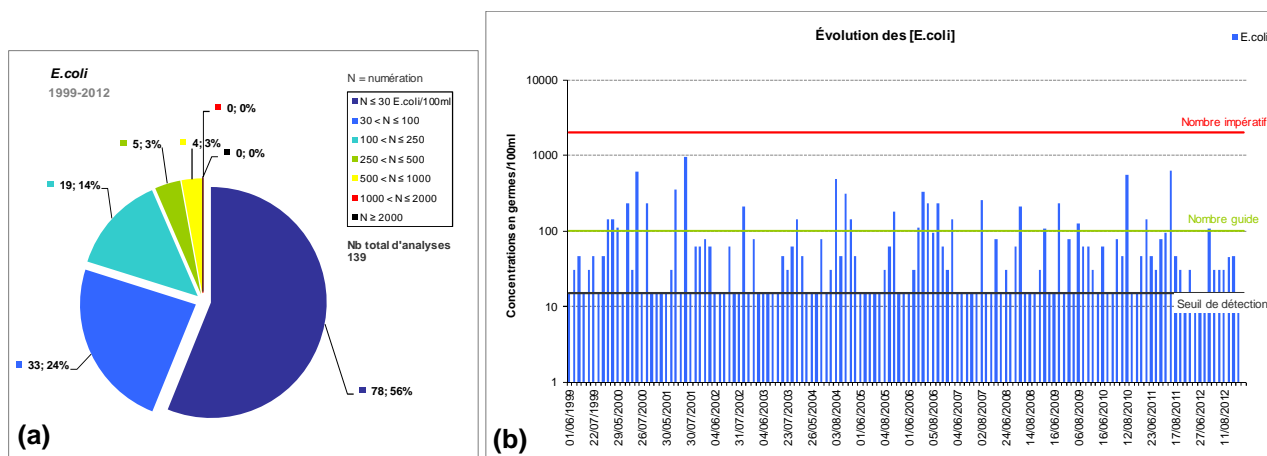 E.coli
1999-2012
N = numération
N ≤ 30 E.coli/100ml
30 < N ≤ 100
100 < N ≤ 250
250 < N ≤ 500
500 < N ≤ 1000
1000 < N ≤ 2000
N ≥ 2000
Nb total d'analyses
139
0; 0%
5; 3%
4; 3%
0; 0%
19; 14%
33; 24%
78; 56%
(a)
Évolution des [E.coli]
E.coli
Concentrations en germes/100ml
10000
1000
100
10
1
Nombre impératif
Nombre guide
Seuil de détection
01/06/1999
22/07/1999
29/05/2000
26/07/2000
26/06/2001
30/07/2001
04/06/2002
31/07/2002
04/06/2003
23/07/2003
09/06/2004
03/08/2004
01/06/2005
04/08/2005
01/06/2006
05/08/2006
04/06/2007
02/08/2007
24/06/2008
14/08/2008
16/06/2009
06/08/2009
16/06/2010
12/08/2010
23/06/2011
17/08/2011
27/06/2012
11/08/2012
(b)